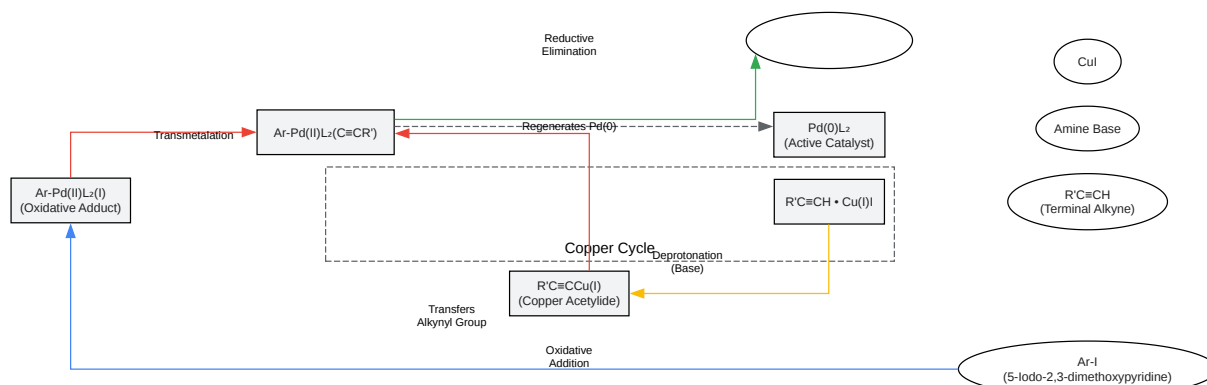 Reductive
Elimination
CuI
Ar-Pd(II)L₂(C≡CR')
Transmetalation
Regenerates Pd(0)
Pd(0)L₂
(Active Catalyst)
Amine Base
Ar-Pd(II)L₂(I)
(Oxidative Adduct)
R'C≡CH • Cu(I)I
R'C≡CH
(Terminal Alkyne)
Copper Cycle
Deprotonation
(Base)
R'C≡CCu(I)
(Copper Acetylide)
Transfers
Alkynyl Group
Oxidative
Addition
Ar-I
(5-Iodo-2,3-dimethoxypyridine)